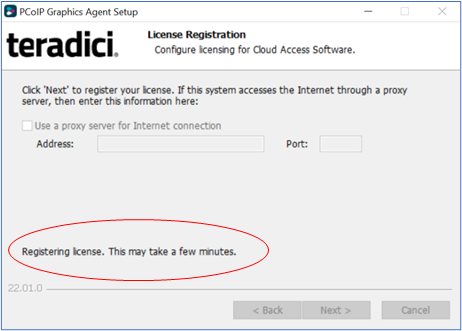 PCoIP Graphics Agent Setup
teradici.
License Registration
Configure licensing for Cloud Access Software.
Click 'Next' to register your license. If this system accesses the Internet through a proxy
server, then enter this information here:
Use a proxy server for Internet connection
Address: Port:
Registering license. This may take a few minutes.
22.01.0
< Back Next > Cancel